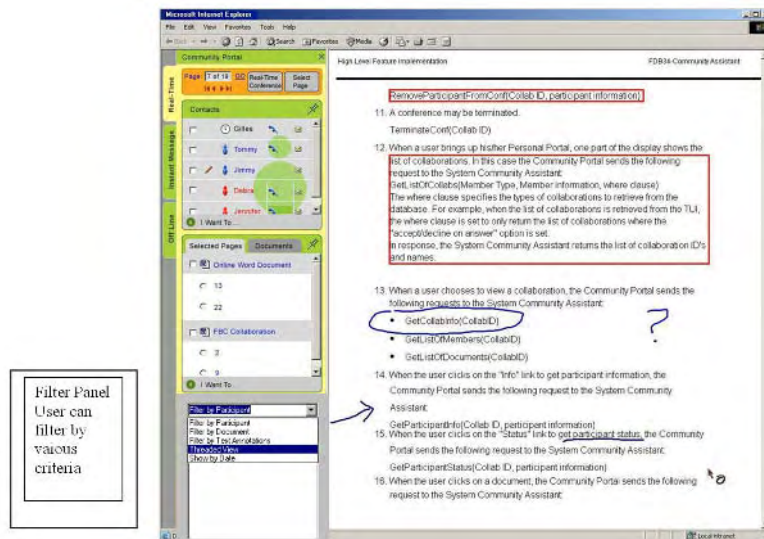 Microsoft Internet Explorer
File Edit View Favorites Tools Help
Search Favorites Media
Community Portal
Page 7 of 18 GO Real-Time Conference Select Page
Real-Time
Instant Message
Off Line
Contacts
Gilles
Tommy
Jimmy
Debra
Jennifer
I Want To...
Selected Pages Documents
Online Word Document
13
22
FBC Collaboration
3
9
I Want To...
Filter by Participant
Filter by Participant
Filter by Document
Filter by Text Annotations
Threaded View
Show by Date
Filter Panel
User can
filter by
varous
criteria
High Level Feature Implementation FDB34-Community Assistant
RemoveParticipantFromConf(Collab ID, participant information)
11. A conference may be terminated.
TerminateConf(Collab ID)
12. When a user brings up his/her Personal Portal, one part of the display shows the
list of collaborations. In this case the Community Portal sends the following
request to the System Community Assistant:
GetListOfCollabs(Member Type, Member information, where clause)
The where clause specifies the types of collaborations to retrieve from the
database. For example, when the list of collaborations is retrieved from the TUI,
the where clause is set to only return the list of collaborations where the
"accept/decline on answer" option is set.
In response, the System Community Assistant returns the list of collaboration ID's
and names.
13. When a user chooses to view a collaboration, the Community Portal sends the
following requests to the System Community Assistant:
• GetCollabInfo(CollabID)
?
• GetListOfMembers(CollabID)
• GetListOfDocuments(CollabID)
14. When the user clicks on the "Info" link to get participant information, the
Community Portal sends the following request to the System Community
Assistant:
GetParticipantInfo(Collab ID, participant information)
15. When the user clicks on the "Status" link to get participant status, the Community
Portal sends the following request to the System Community Assistant:
GetParticipantStatus(Collab ID, participant information)
16. When the user clicks on a document, the Community Portal sends the following
request to the System Community Assistant:
Local intranet